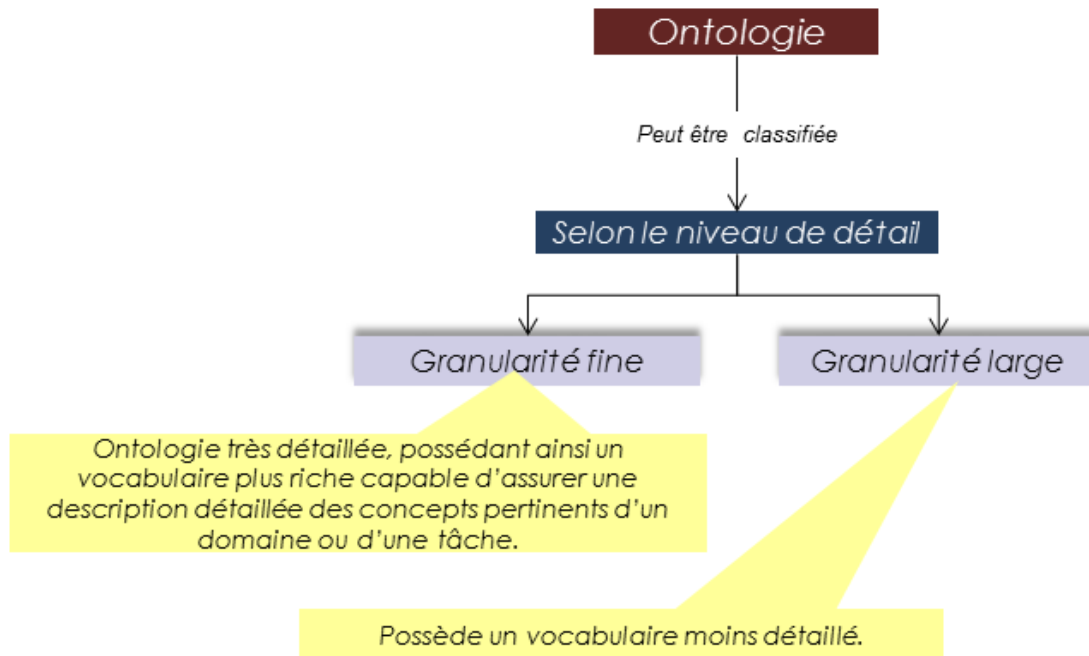 Ontologie
Peut être classifiée
Selon le niveau de détail
Granularité fine
Granularité large
Ontologie très détaillée, possédant ainsi un
vocabulaire plus riche capable d'assurer une
description détaillée des concepts pertinents d'un
domaine ou d'une tâche.
Possède un vocabulaire moins détaillé.